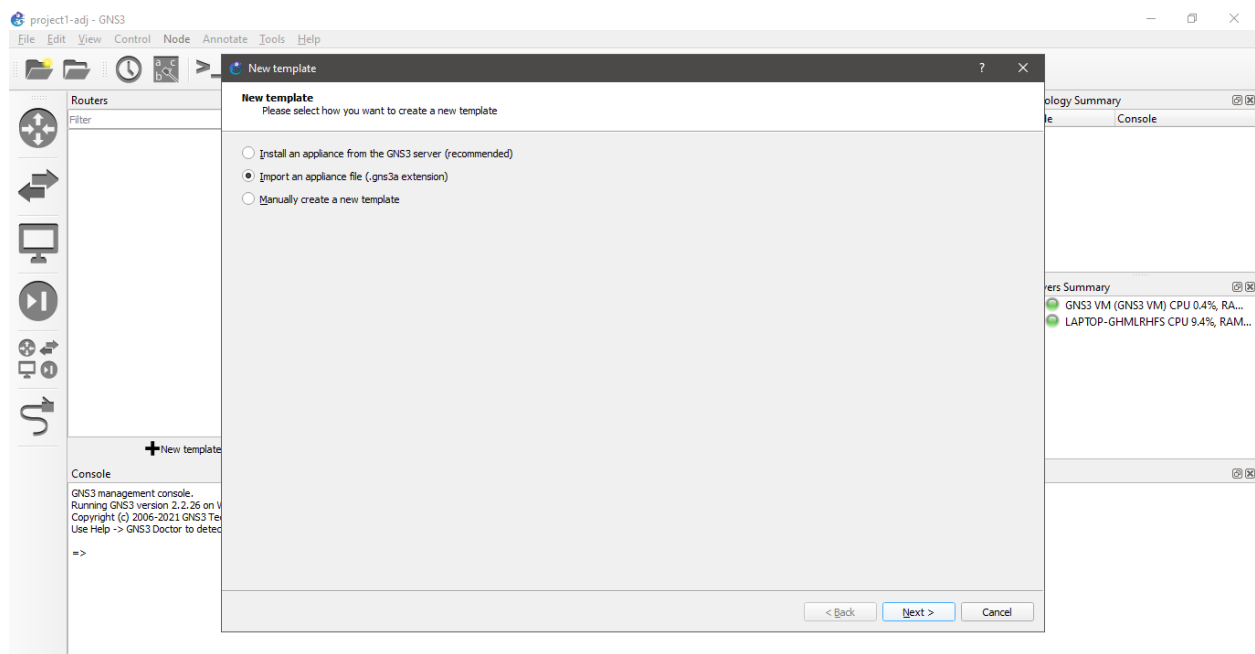 project1-adj - GNS3
File Edit View Control Node Annotate Tools Help
New template
?
Routers
Filter
New template
Please select how you want to create a new template
Install an appliance from the GNS3 server (recommended)
Import an appliance file (.gns3a extension)
Manually create a new template
ology Summary
le Console
ers Summary
GNS3 VM (GNS3 VM) CPU 0.4%, RA...
LAPTOP-GHMLRHFS CPU 9.4%, RAM...
New template
Console
GNS3 management console.
Running GNS3 version 2.2.26 on W
Copyright (c) 2006-2021 GNS3 Te
Use Help -> GNS3 Doctor to detec
=>
< Back Next > Cancel